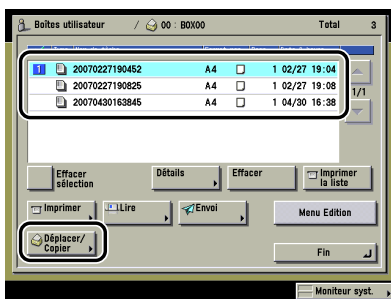 Boîtes utilisateur / 00 : BOX00 Total 3
1 20070227190452 A4 1 02/27 19:04
20070227190825 A4 1 02/27 19:08
20070430163845 A4 1 04/30 16:38
1/1
Effacer sélection
Détails
Effacer
Imprimer la liste
Imprimer
Lire
Envoi
Menu Edition
Déplacer/
Copier
Fin
Moniteur syst.